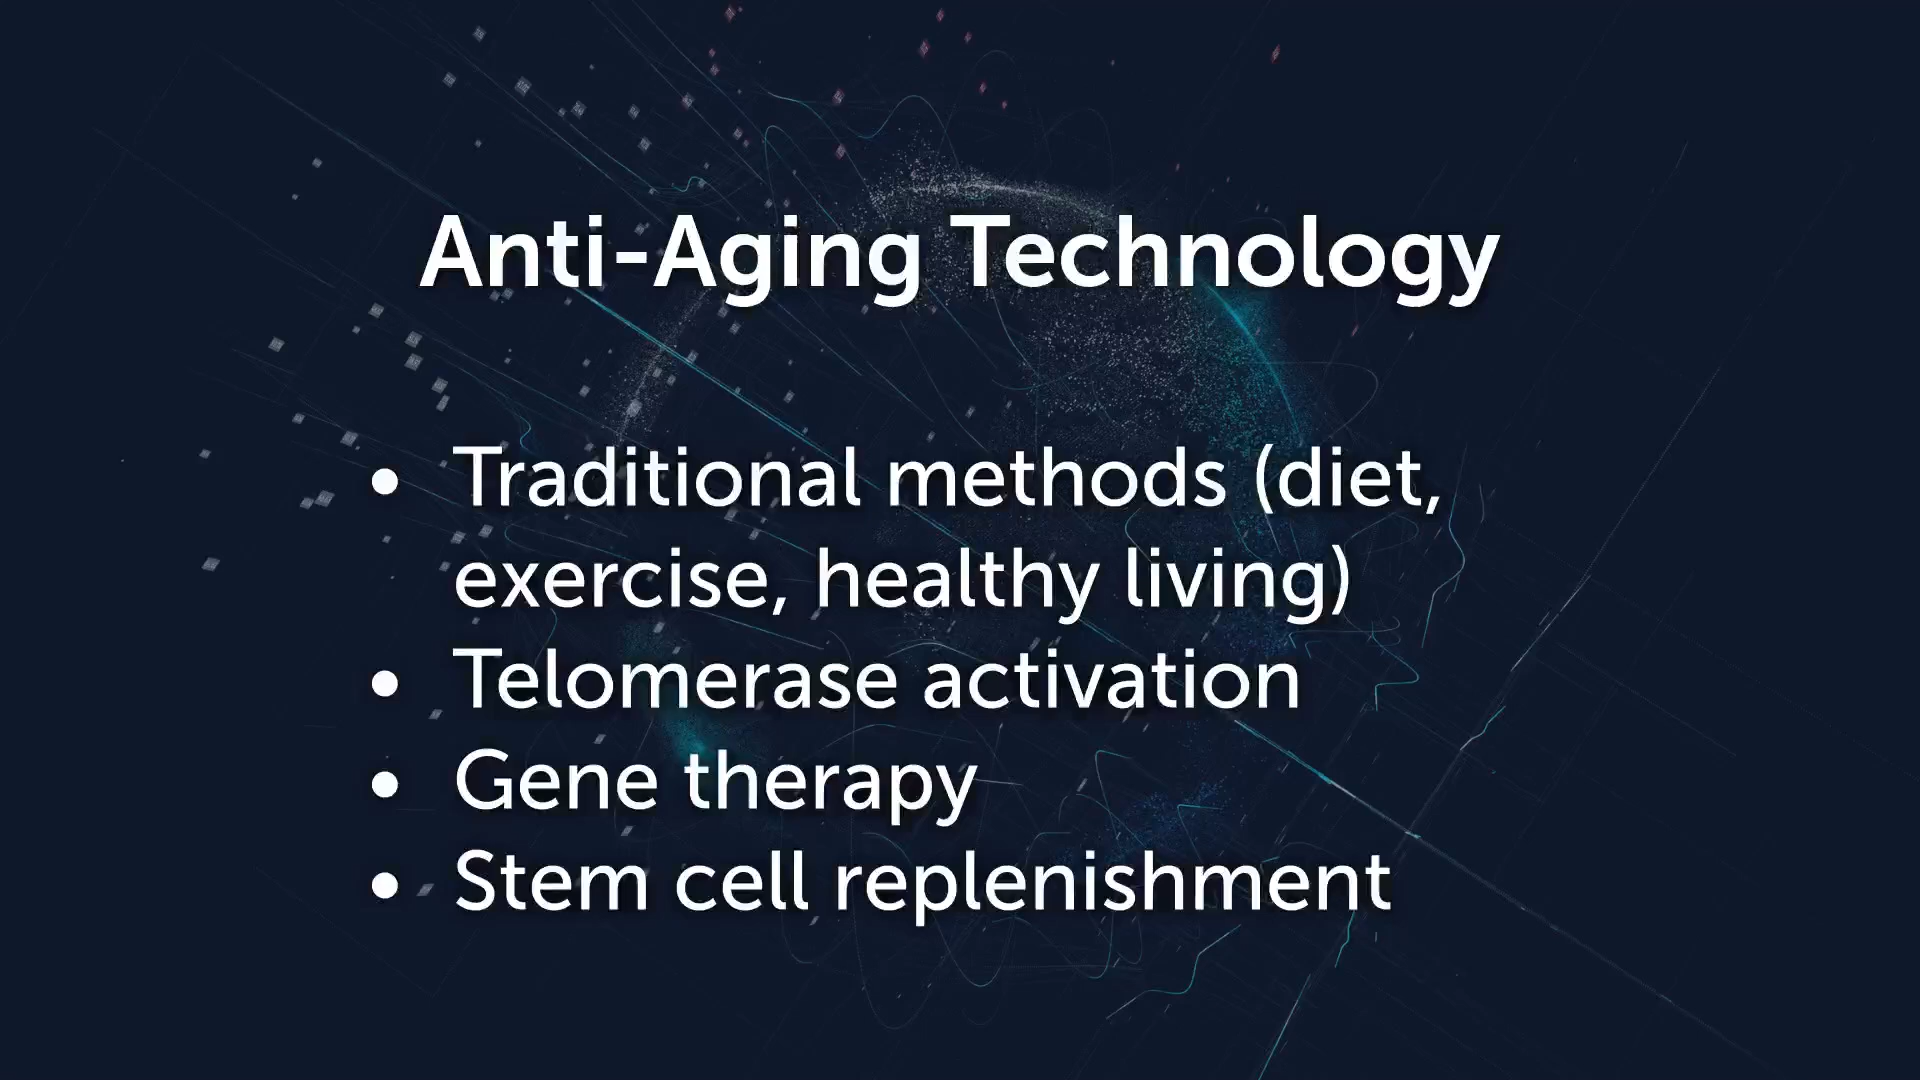 Anti-Aging Technology
• Traditional methods (diet,
exercise, healthy living)
• Telomerase activation
• Gene therapy
• Stem cell replenishment